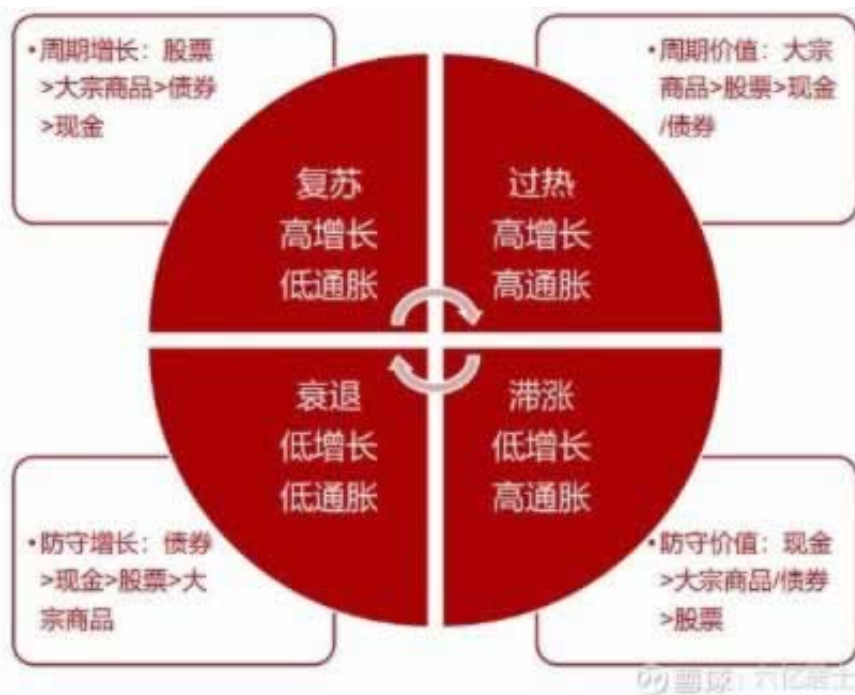 •周期增长：股票
>大宗商品>债券
>现金
•周期价值：大宗
商品>股票>现金
/债券
复苏
高增长
低通胀
过热
高增长
高通胀
衰退
低增长
低通胀
滞涨
低增长
高通胀
•防守增长：债券
>现金>股票>大
宗商品
•防守价值：现金
>大宗商品/债券
>股票
雪球